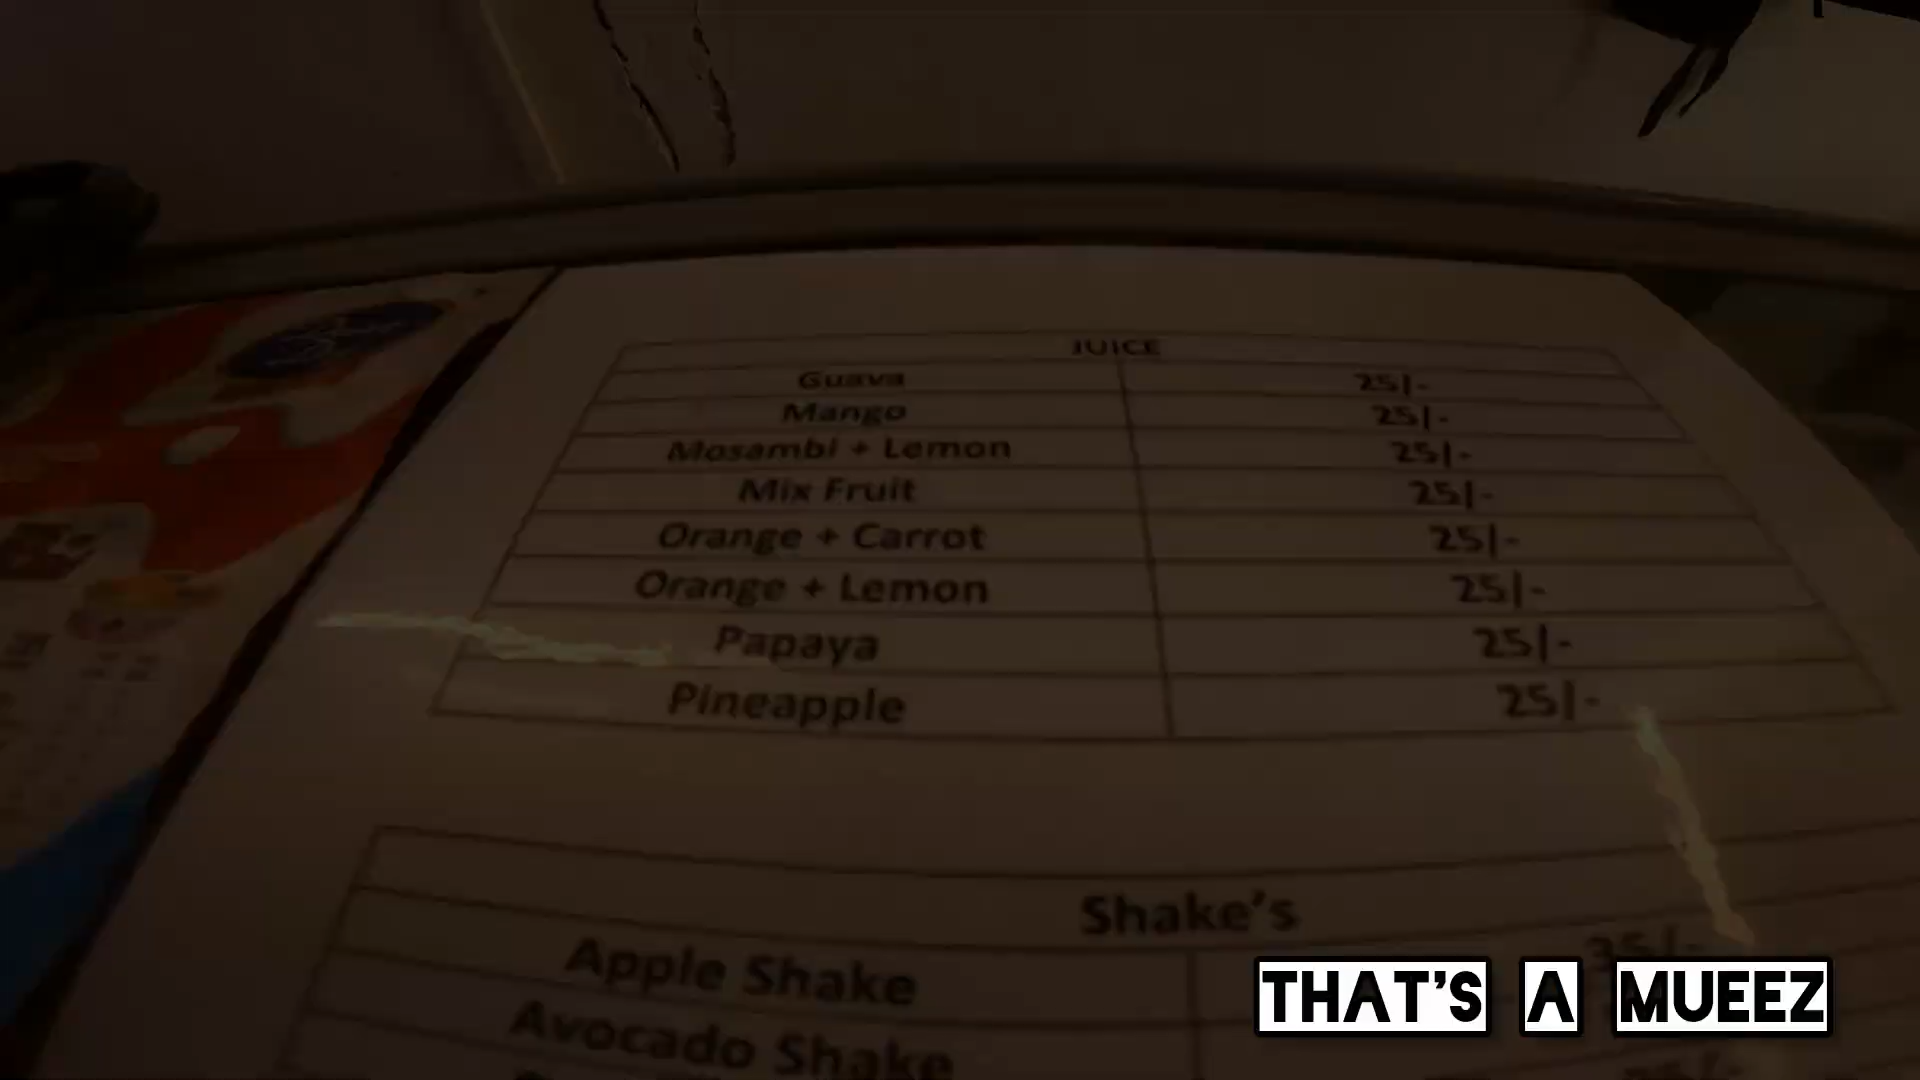 JUICE
Guava 25/-
Mango 25/-
Mosambi + Lemon 25/-
Mix Fruit 25/-
Orange + Carrot 25/-
Orange + Lemon 25/-
Papaya 25/-
Pineapple 25/-
Shake's
Apple Shake 35/-
Avocado Shake
THAT'S A MUEEZ